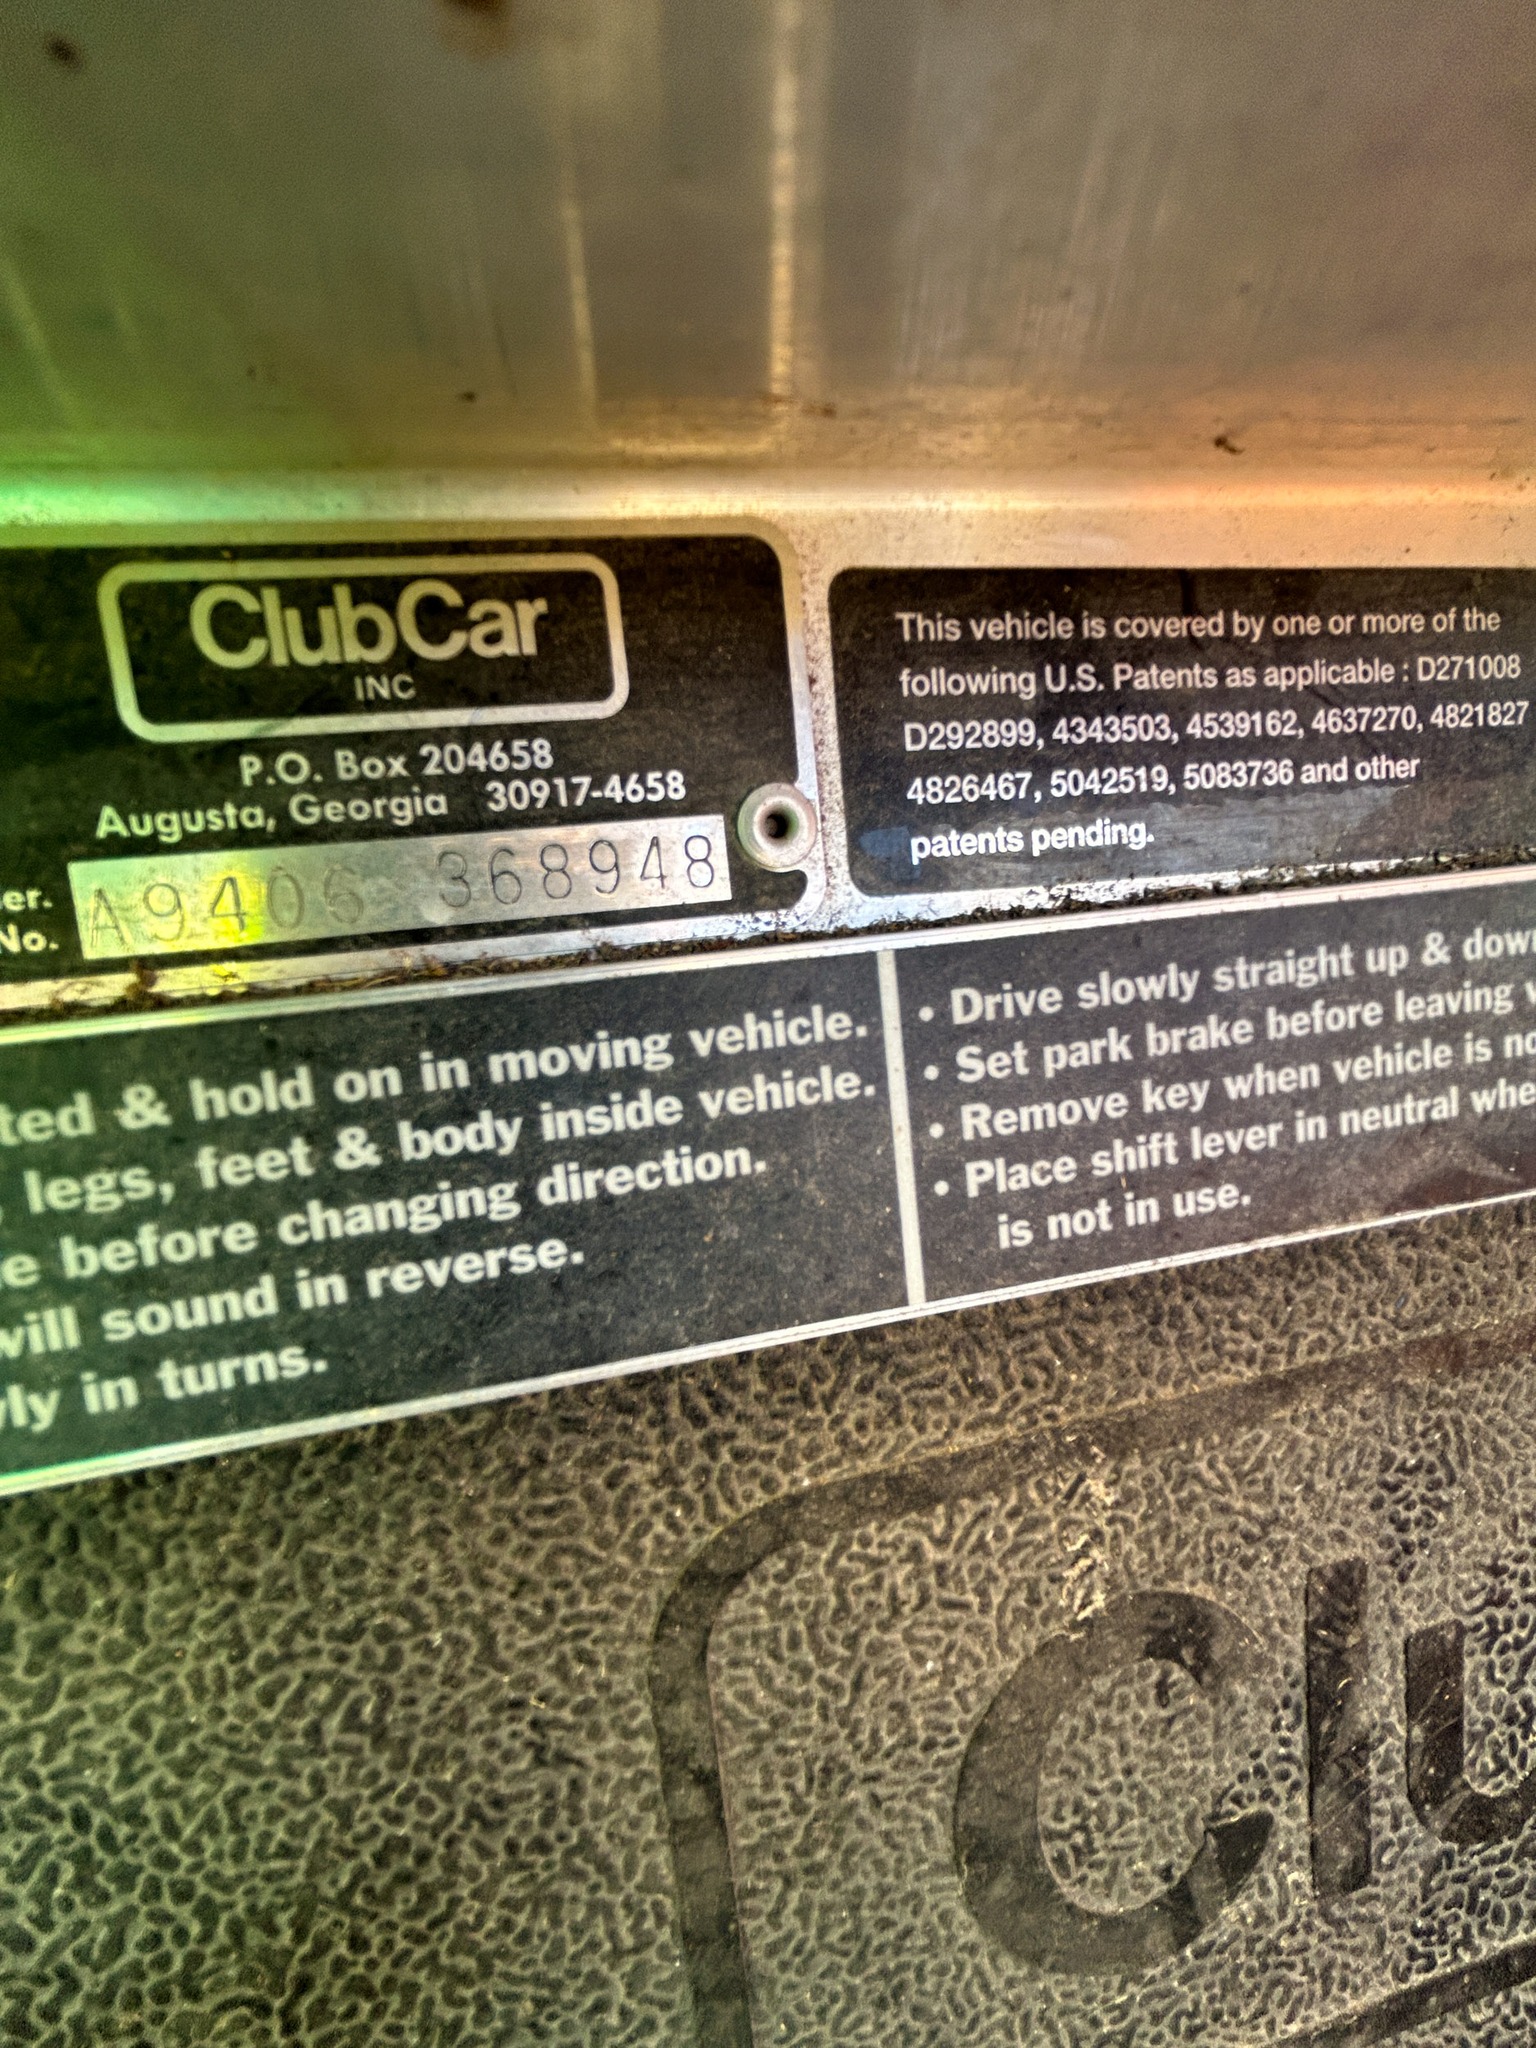 ClubCar
INC
P.O. Box 204658
Augusta, Georgia 30917-4658
er.
No.
A9406 368948
This vehicle is covered by one or more of the
following U.S. Patents as applicable : D271008
D292899, 4343503, 4539162, 4637270, 4821827
4826467, 5042519, 5083736 and other
patents pending.
ted & hold on in moving vehicle.
, legs, feet & body inside vehicle.
e before changing direction.
will sound in reverse.
ly in turns.
• Drive slowly straight up & dow
• Set park brake before leaving v
• Remove key when vehicle is no
• Place shift lever in neutral whe
is not in use.
Clu